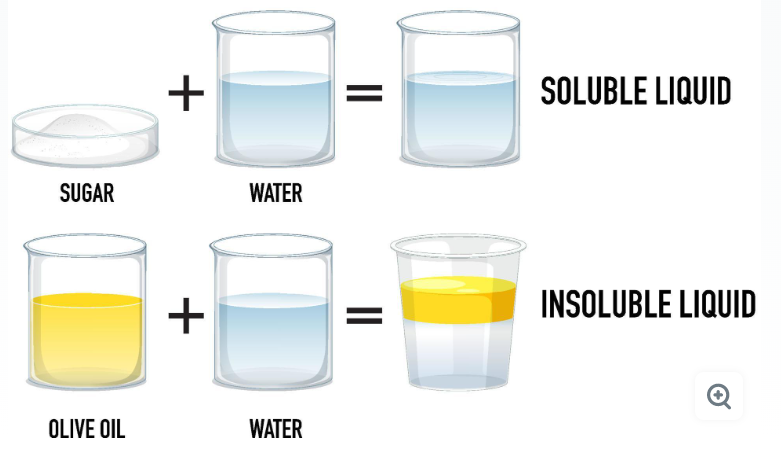 SOLUBLE LIQUID
SUGAR
WATER
INSOLUBLE LIQUID
OLIVE OIL
WATER